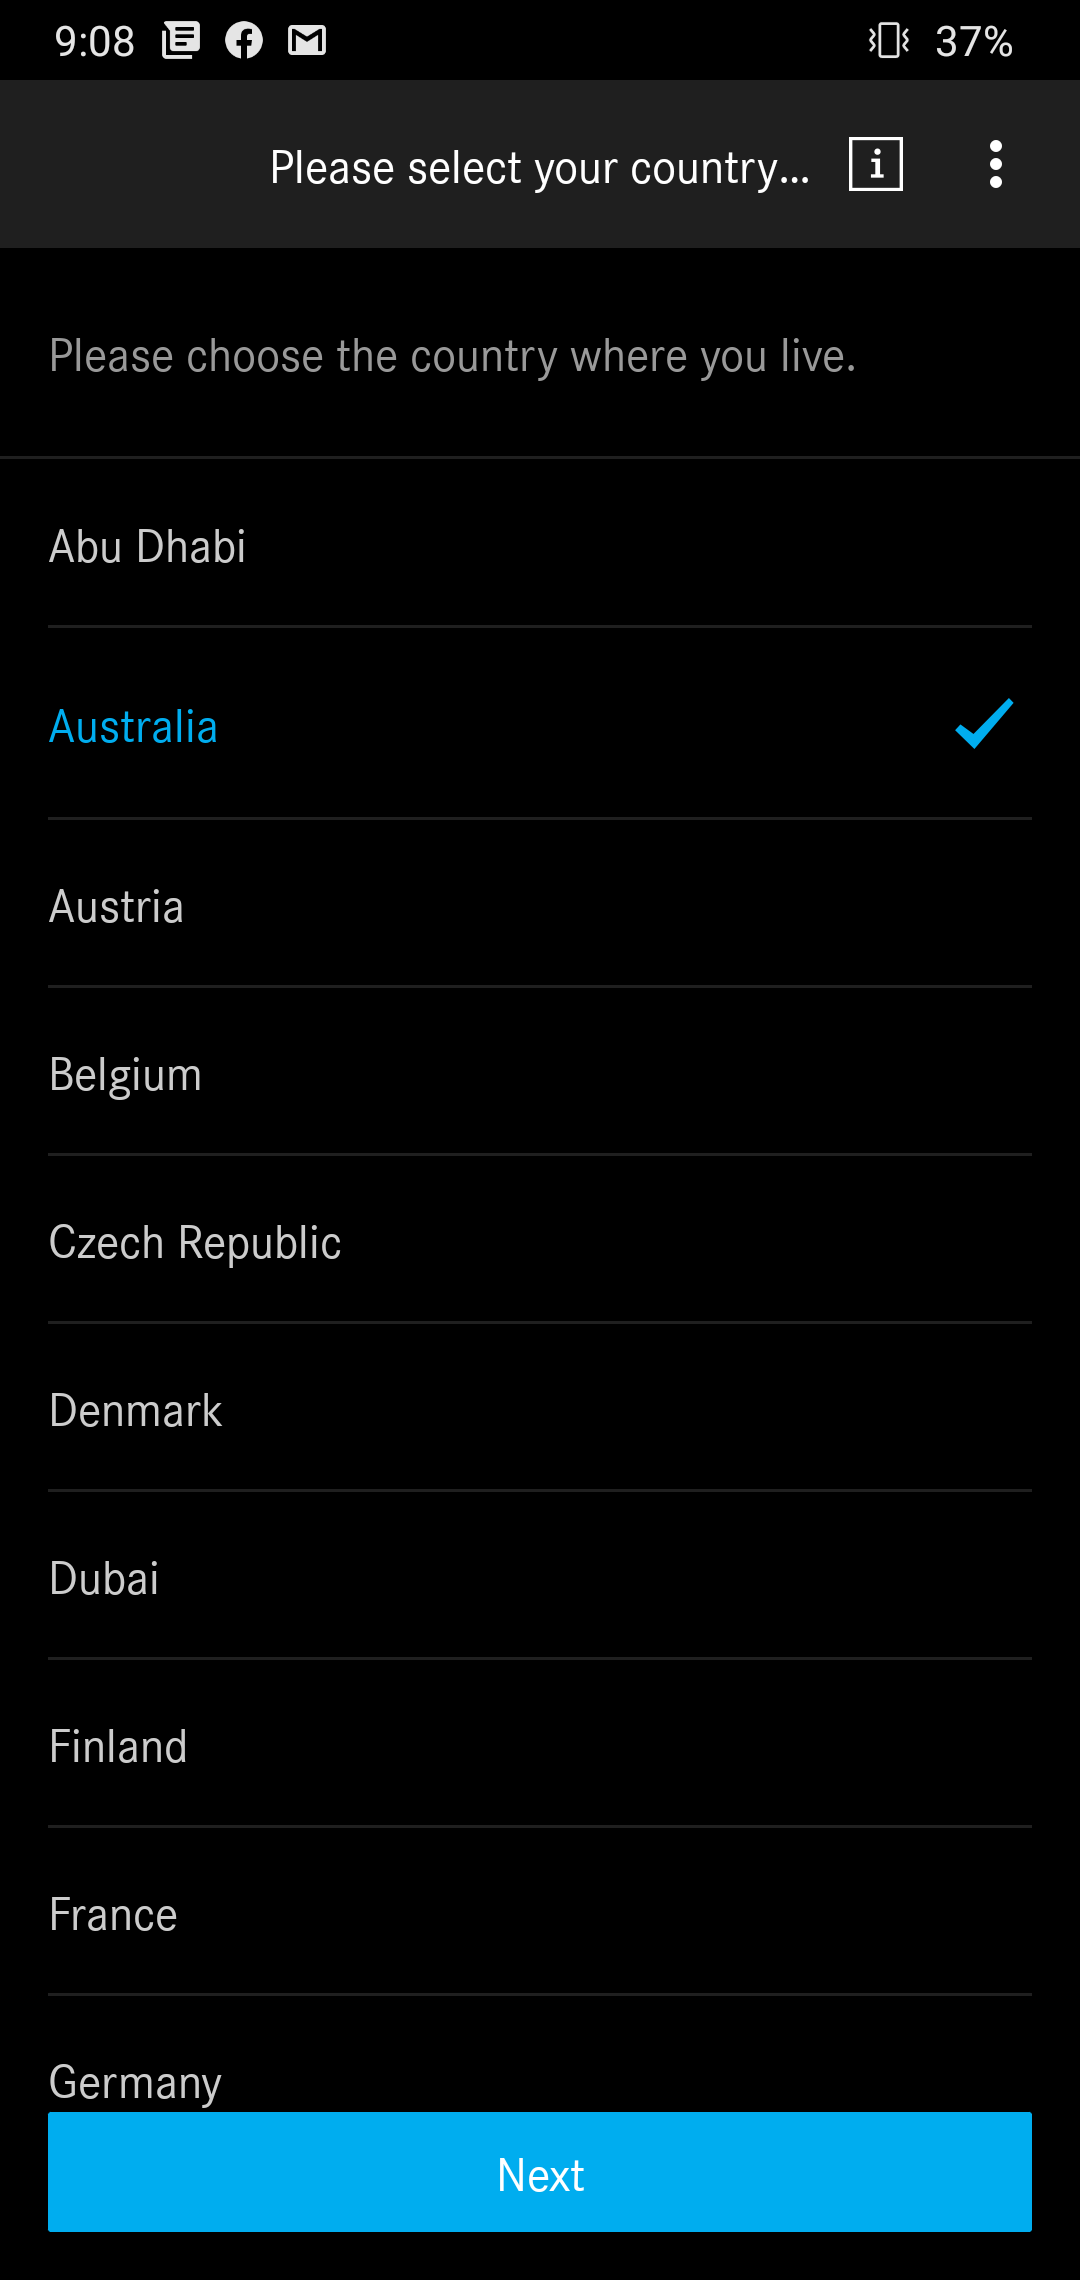 9:08
37%
Please select your country...
Please choose the country where you live.
Abu Dhabi
Australia
Austria
Belgium
Czech Republic
Denmark
Dubai
Finland
France
Germany
Next